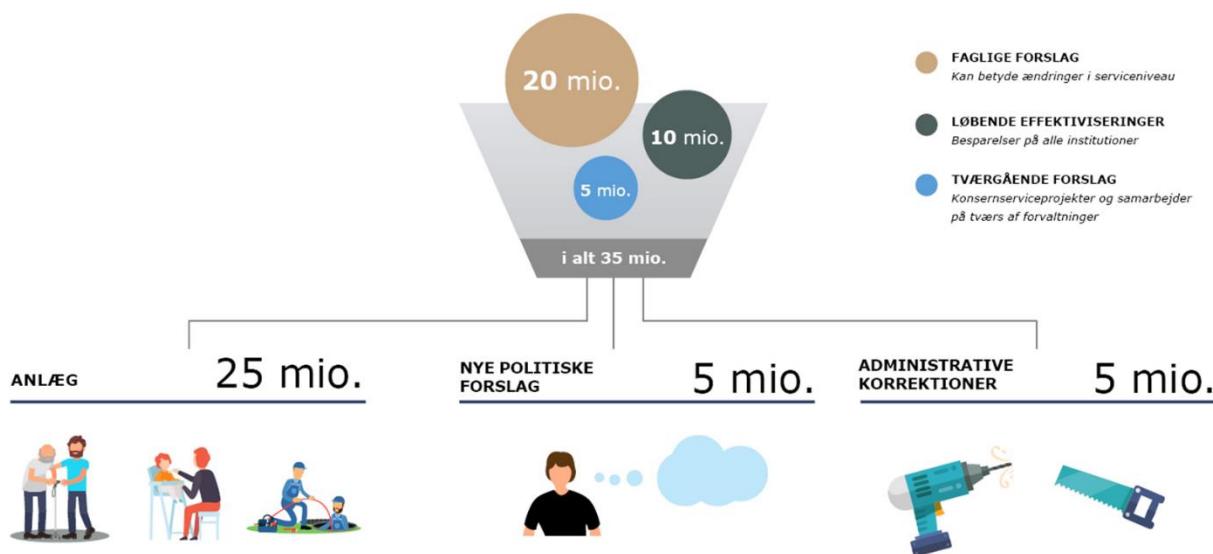 20 mio.
10 mio.
5 mio.
i alt 35 mio.
FAGLIGE FORSLAG
Kan betyde ændringer i serviceniveau
LØBENDE EFFEKTIVISERINGER
Besparelser på alle institutioner
TVÆRGÅENDE FORSLAG
Konsernserviceprojekter og samarbejder
på tværs af forvaltninger
ANLÆG
25 mio.
NYE POLITISKE
FORSLAG
5 mio.
ADMINISTRATIVE
KORREKTIONER
5 mio.